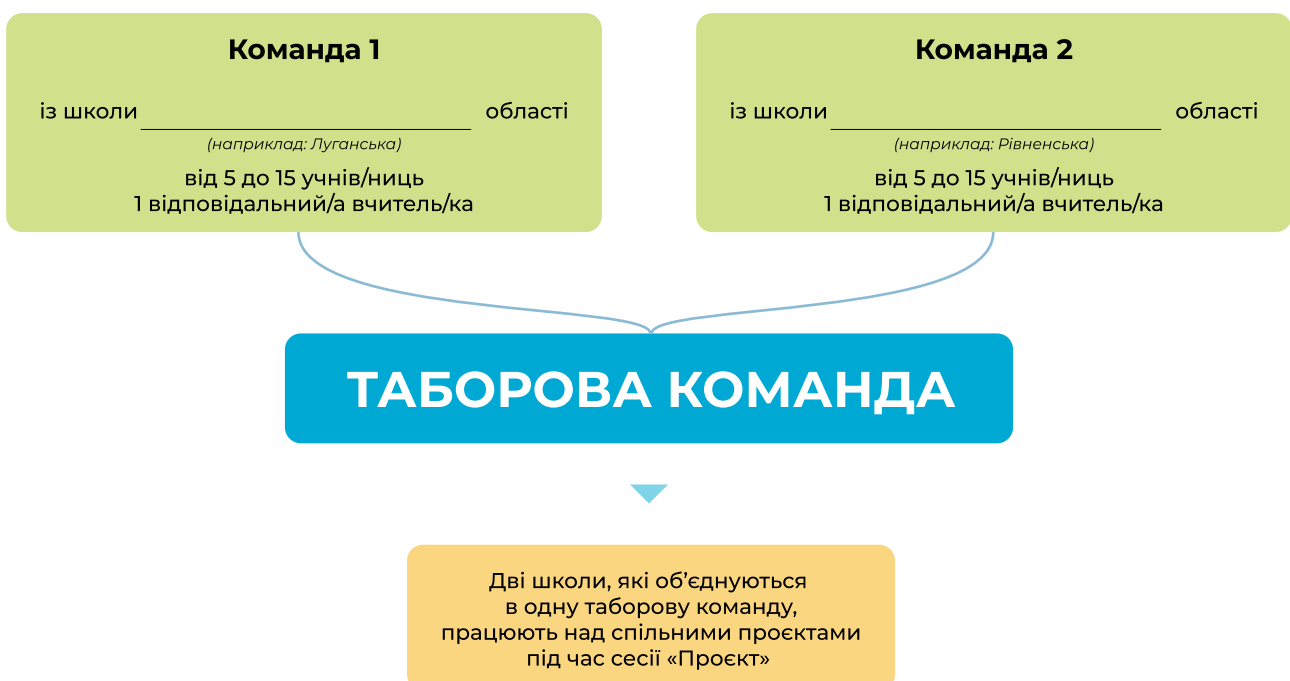 Команда 1
із школи ______________________________ області
(наприклад: Луганська)
від 5 до 15 учнів/ниць
1 відповідальний/а вчитель/ка
Команда 2
із школи ______________________________ області
(наприклад: Рівненська)
від 5 до 15 учнів/ниць
1 відповідальний/а вчитель/ка
ТАБОРОВА КОМАНДА
Дві школи, які об’єднуються
в одну таборову команду,
працюють над спільними проєктами
під час сесії «Проєкт»